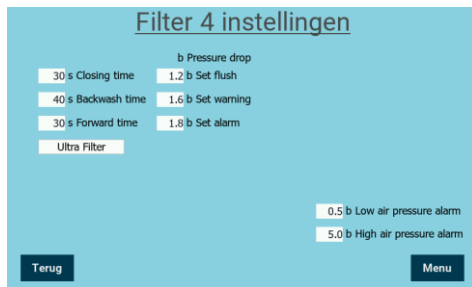 Filter 4 instellingen
b Pressure drop
30 s Closing time 1.2 b Set flush
40 s Backwash time 1.6 b Set warning
30 s Forward time 1.8 b Set alarm
Ultra Filter
0.5 b Low air pressure alarm
5.0 b High air pressure alarm
Terug Menu